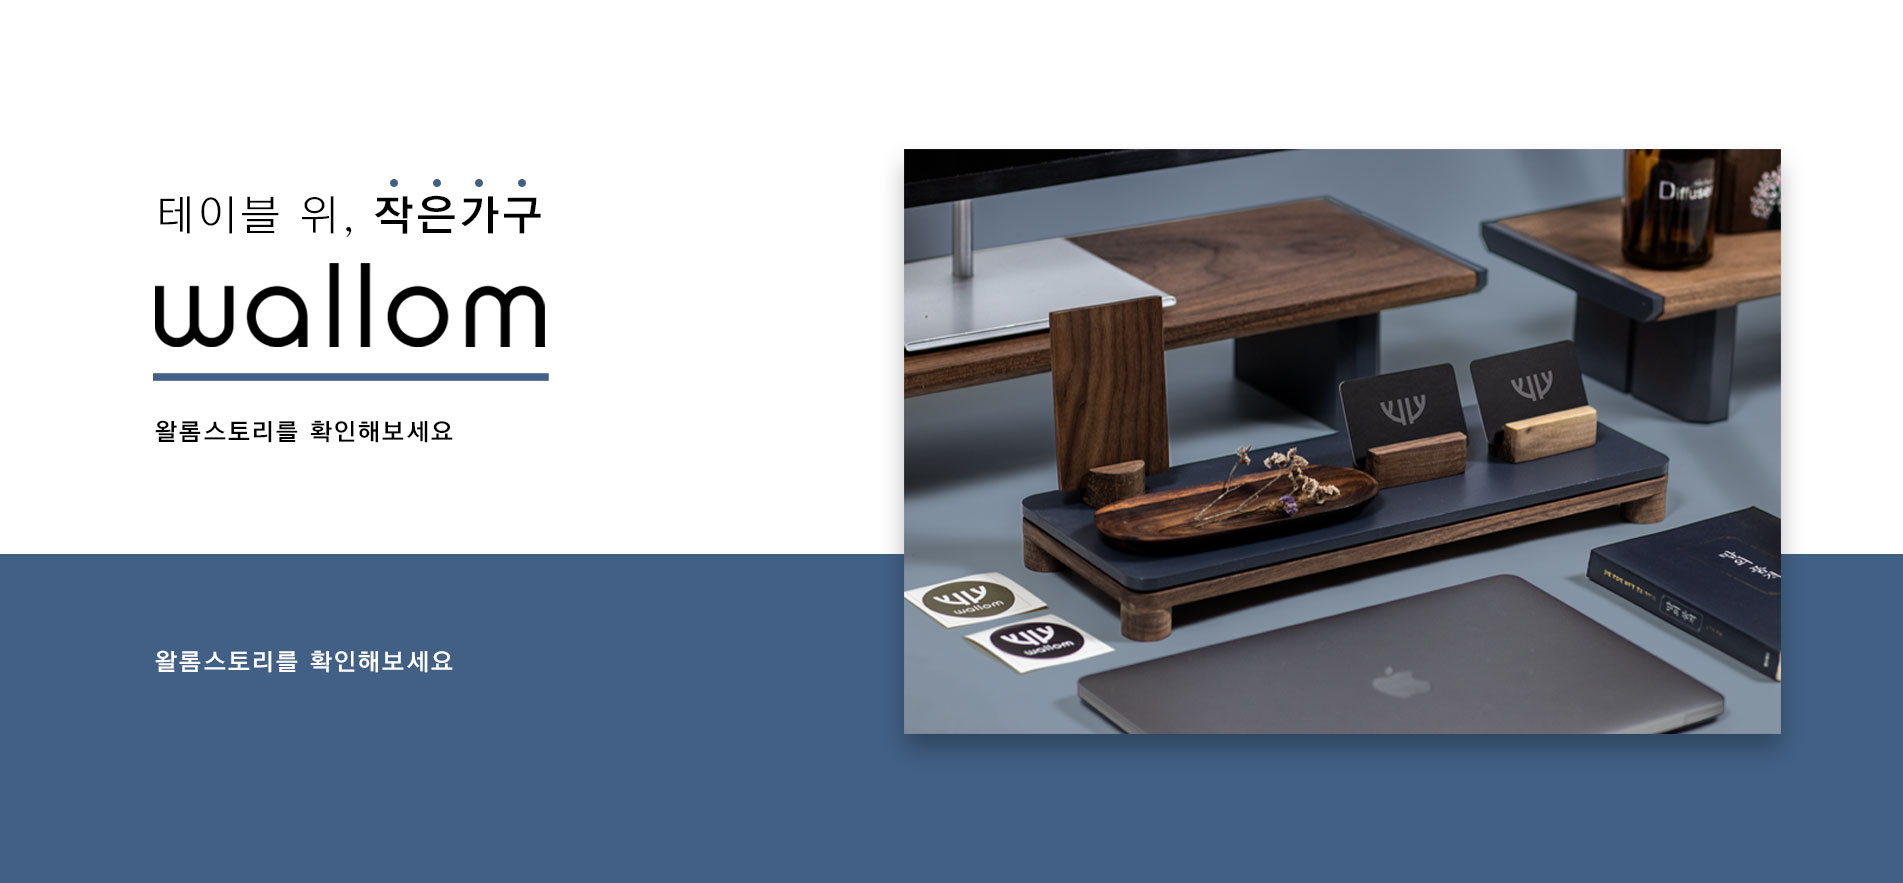 테이블 위, 작은가구
wallom
왈롬스토리를 확인해보세요
왈롬스토리를 확인해보세요
Diffuser
wallom
wallom